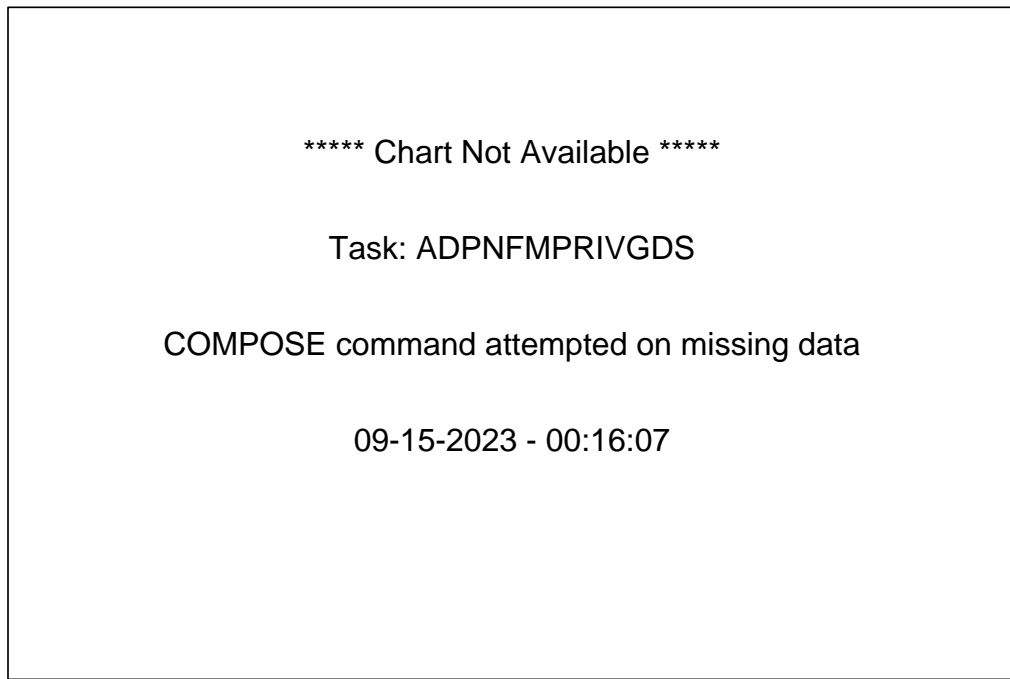 ***** Chart Not Available *****
Task: ADPNFMPRIVGDS
COMPOSE command attempted on missing data
09-15-2023 - 00:16:07